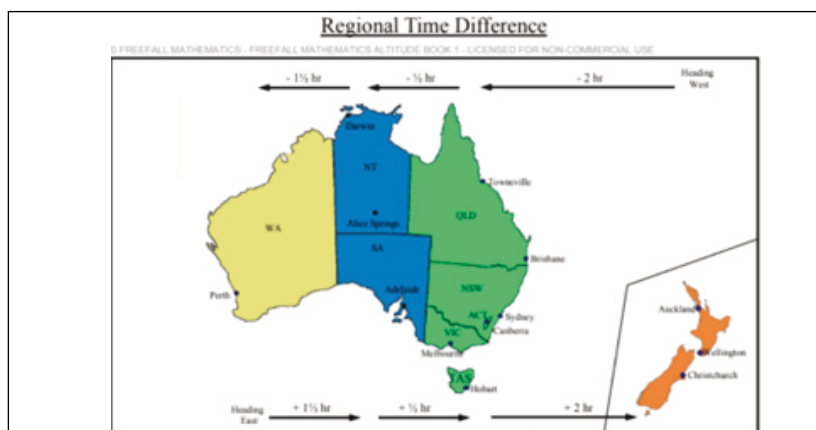 Regional Time Difference
D FREEFALL MATHEMATICS - FREEFALL MATHEMATICS ALTITUDE BOOK 1 - LICENSED FOR NON-COMMERCIAL USE
- 1½ hr
- ½ hr
- 2 hr
Heading
West
Darwin
NT
Townsville
Alice Springs
QLD
WA
SA
Brisbane
NSW
Perth
Adelaide
Auckland
ACT
Sydney
VIC
Canberra
Melbourne
Wellington
TAS
Christchurch
Hobart
Heading
East
+ 1½ hr
+ ½ hr
+ 2 hr